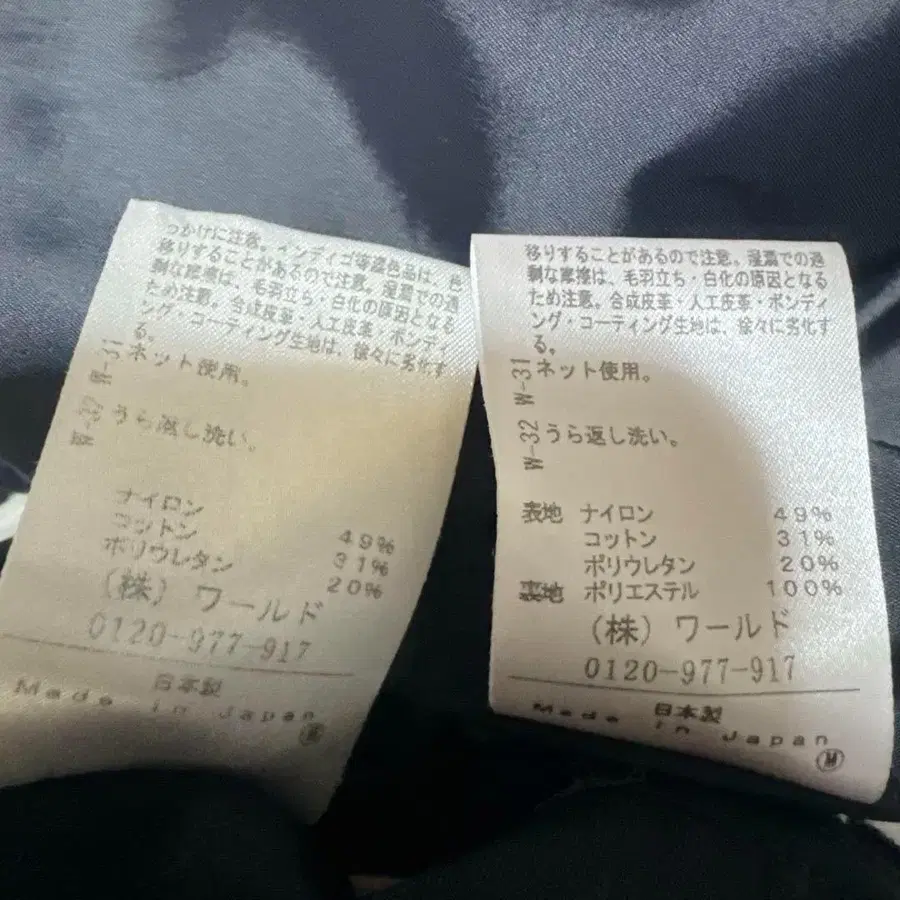 っかけに注意。インディゴ等濃色品は、色
移りすることがあるので注意。湿潤での過
剰な摩擦は、毛羽立ち・白化の原因となる
ため注意。合成皮革・人工皮革・ボンディ
ング・コーティング生地は、徐々に劣化す
る。
W-31 ネット使用。
W-32 うら返し洗い。
ナイロン 49%
コットン 31%
ポリウレタン 20%
(株)ワールド
0120-977-917
日本製
Made in Japan
M
移りすることがあるので注意。湿潤での過
剰な摩擦は、毛羽立ち・白化の原因となる
ため注意。合成皮革・人工皮革・ボンディ
ング・コーティング生地は、徐々に劣化す
る。
W-31 ネット使用。
W-32 うら返し洗い。
表地 ナイロン 49%
コットン 31%
ポリウレタン 20%
裏地 ポリエステル 100%
(株)ワールド
0120-977-917
日本製
Made in Japan
M